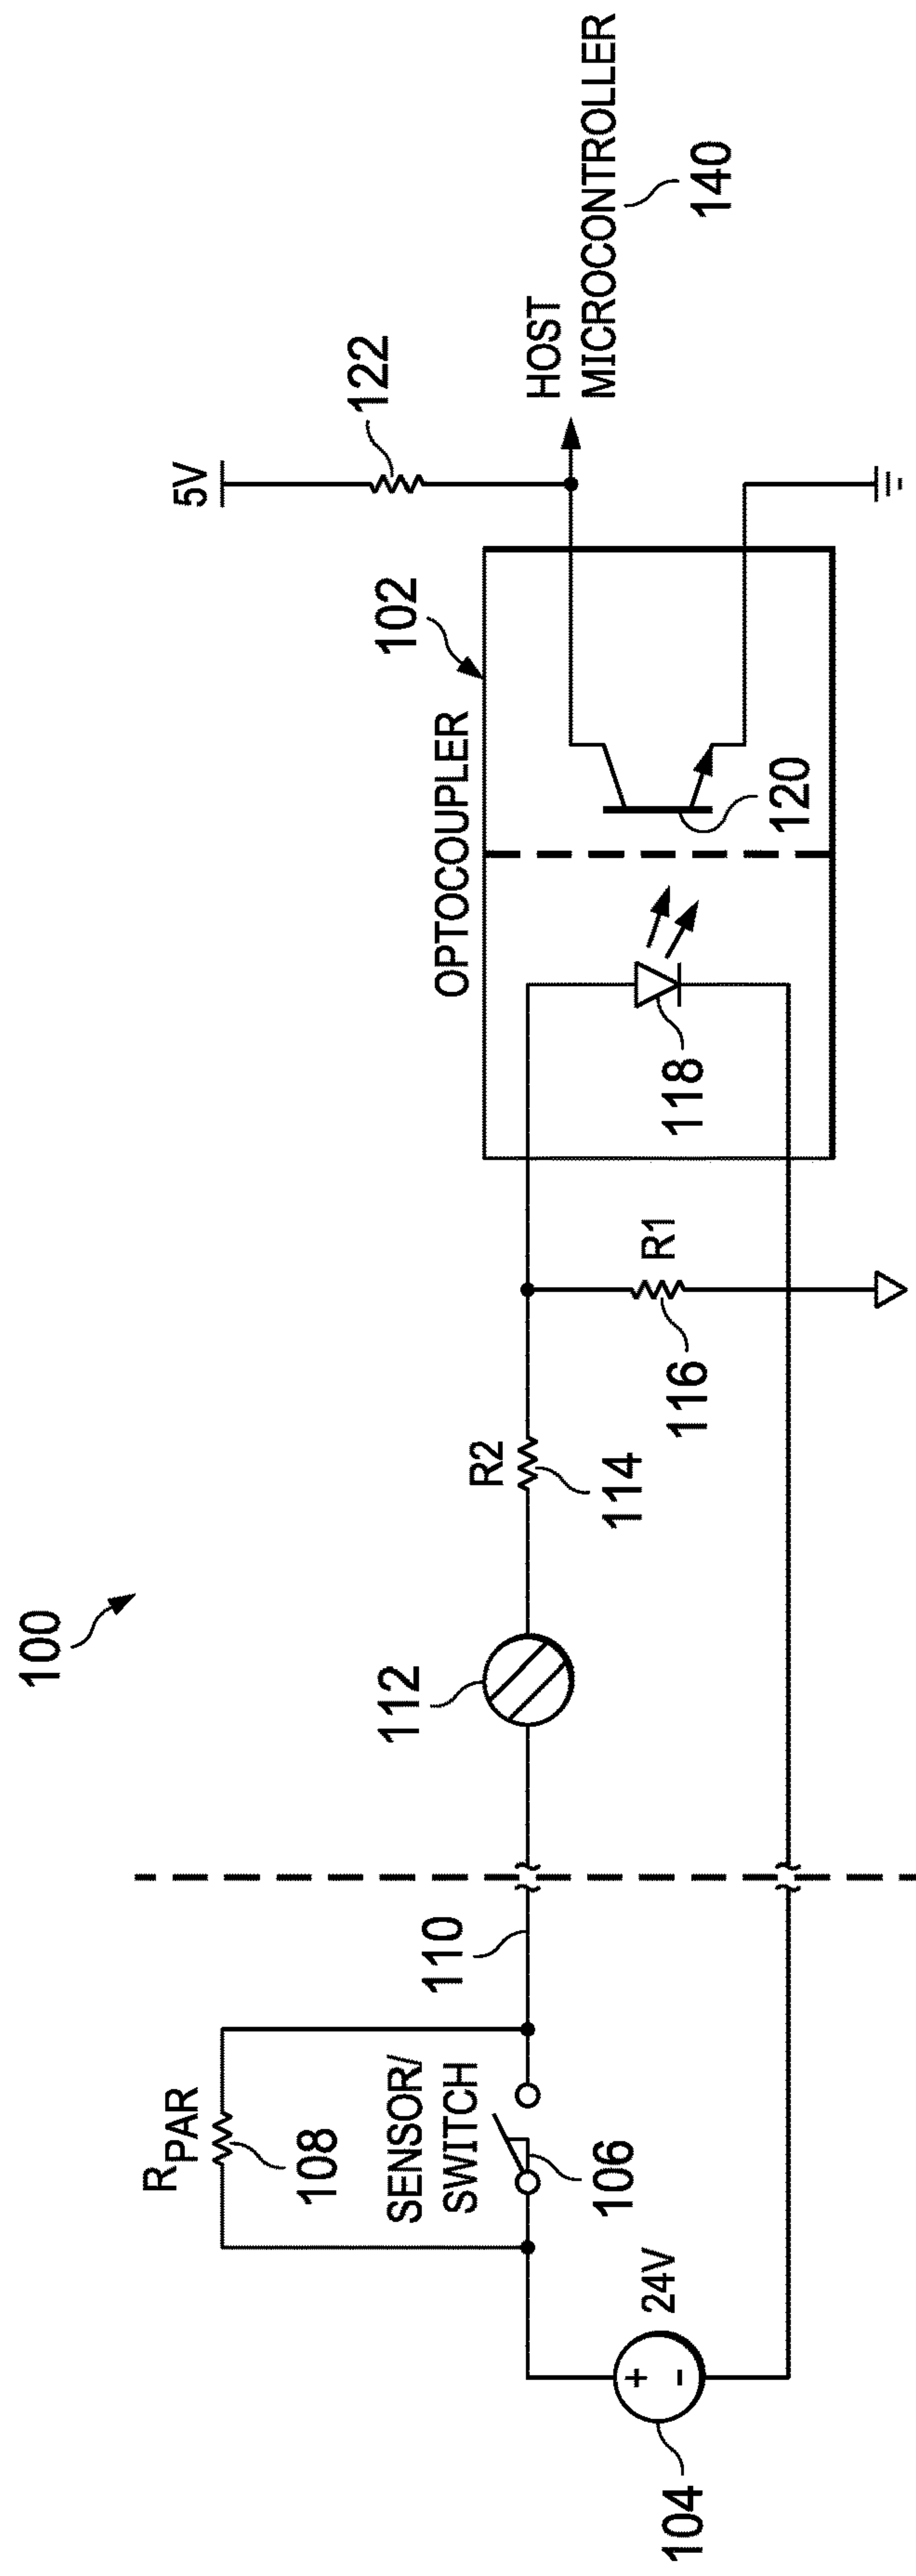 100
R_PAR
108
SENSOR/
SWITCH
106
110
104
+
-
24V
112
R2
114
116
R1
OPTOCOUPLER
102
118
120
5V
122
HOST
MICROCONTROLLER
140